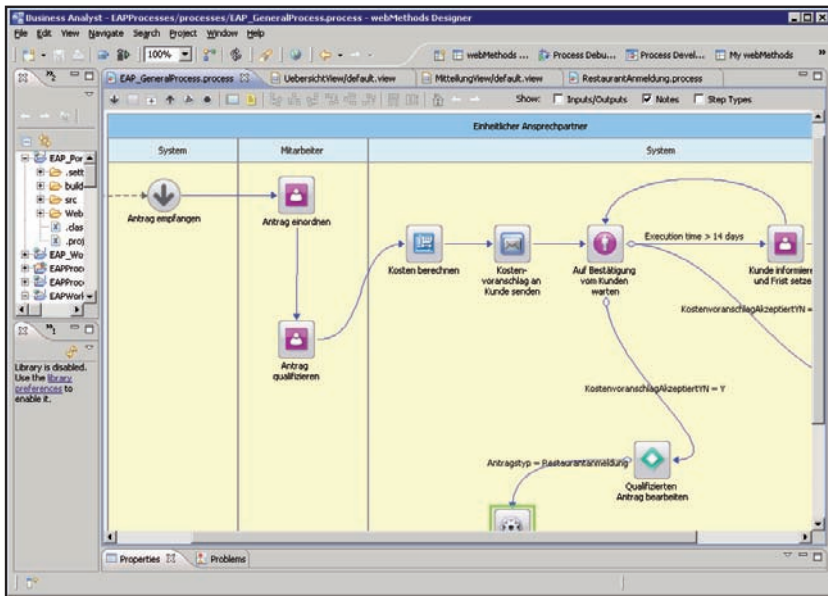 Business Analyst - EAPProcesses/processes/EAP_GeneralProcess.process - webMethods Designer
File Edit View Navigate Search Project Window Help
100% webMethods ... Process Debu... Process Devel... My webMethods »
EAP_GeneralProcess.process UebersichtView/default.view MitteilungView/default.view RestaurantAnmeldung.process
Show: Inputs/Outputs Notes Step Types
Einheitlicher Ansprechpartner
System Mitarbeiter System
EAP_Por
.sett
build
src
Web
.clas
.proj
EAP_Wo
EAPProc
EAPProc
EAPWorl
Antrag empfangen
Antrag einordnen
Kosten berechnen
Kosten-
voranschlag an
Kunde senden
Auf Bestätigung
vom Kunden
warten
Execution time > 14 days
Kunde informiere
und Frist setze
KostenvoranschlagAkzeptiertYN =
Antrag
qualifizieren
KostenvoranschlagAkzeptiertYN = Y
Antragstyp = Restaurantanmeldung
Qualifizierten
Antrag bearbeiten
Library is disabled.
Use the library
preferences to
enable it.
Properties Problems